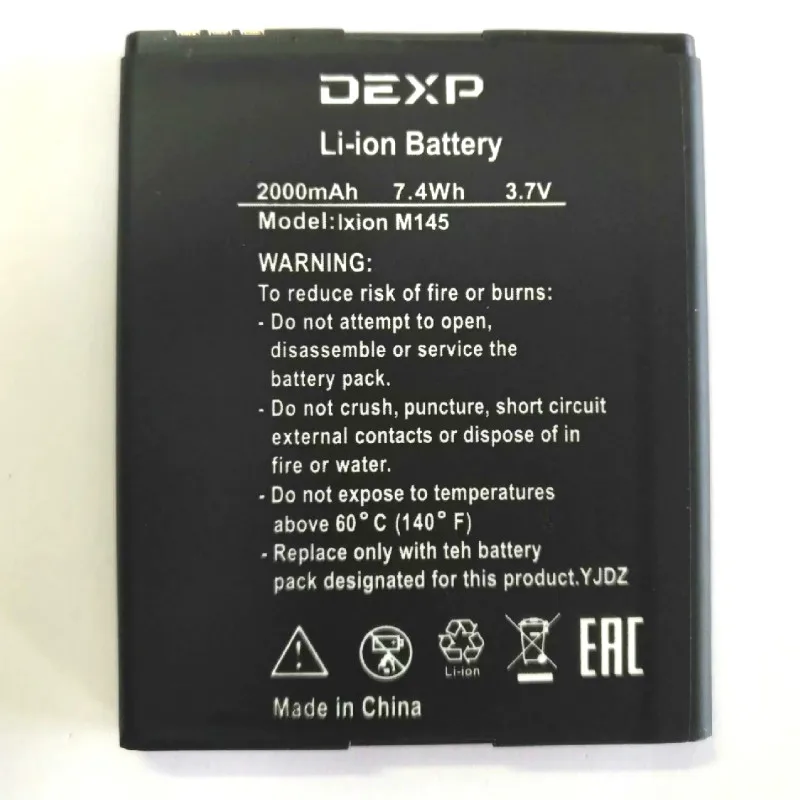 DEXP
Li-ion Battery
2000mAh 7.4Wh 3.7V
Model:Ixion M145
WARNING:
To reduce risk of fire or burns:
- Do not attempt to open,
disassemble or service the
battery pack.
- Do not crush, puncture, short circuit
external contacts or dispose of in
fire or water.
- Do not expose to temperatures
above 60°C (140°F)
- Replace only with teh battery
pack designated for this product.YJDZ
Li-ion
EAC
Made in China